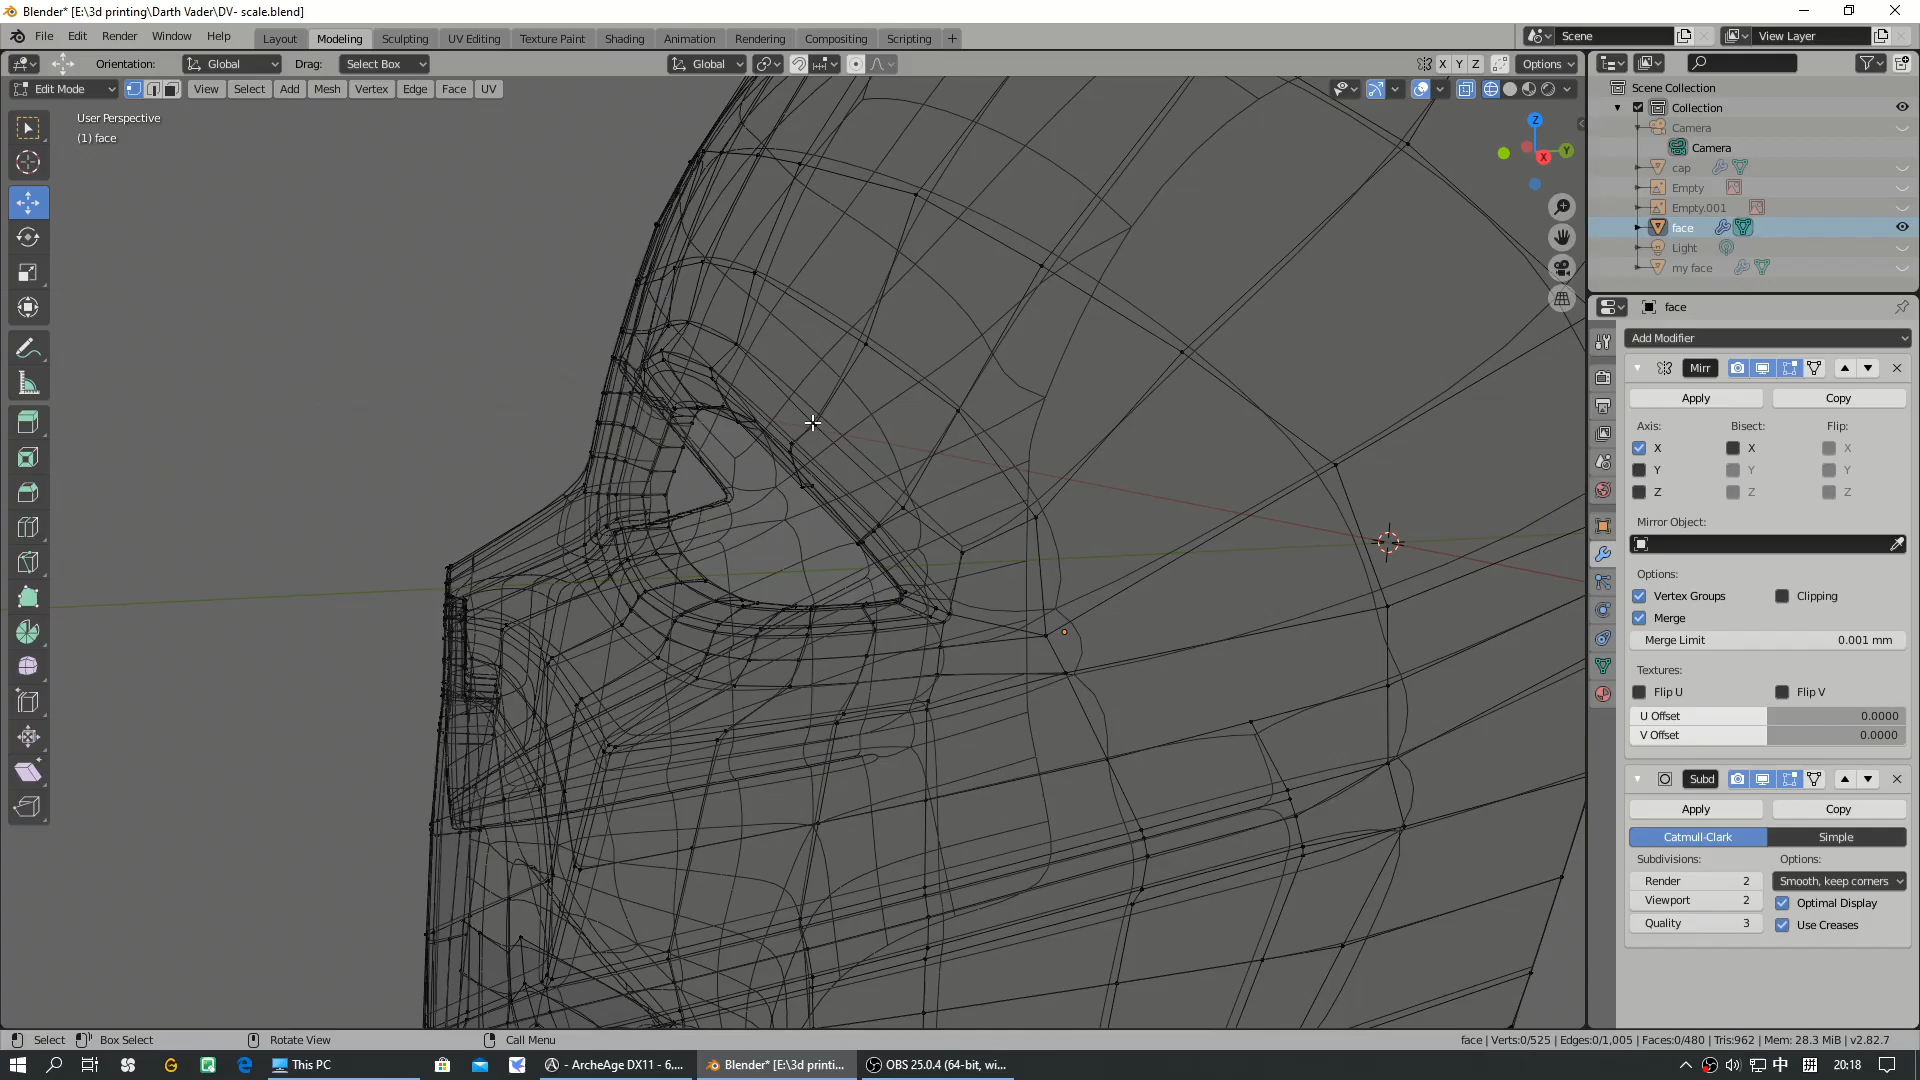 Blender* [E:\3d printing\Darth Vader\DV- scale.blend]
File Edit Render Window Help
Layout Modeling Sculpting UV Editing Texture Paint Shading Animation Rendering Compositing Scripting +
Scene View Layer
Orientation: Global Drag: Select Box Global X Y Z Options
Edit Mode View Select Add Mesh Vertex Edge Face UV
User Perspective
(1) face
Z
Y
X
Scene Collection
Collection
Camera
Camera
cap
Empty
Empty.001
face
Light
my face
face
Add Modifier
Mirr
Apply Copy
Axis: Bisect: Flip:
X X X
Y Y Y
Z Z Z
Mirror Object:
Options:
Vertex Groups Clipping
Merge
Merge Limit 0.001 mm
Textures:
Flip U Flip V
U Offset 0.0000
V Offset 0.0000
Subd
Apply Copy
Catmull-Clark Simple
Subdivisions: Options:
Render 2 Smooth, keep corners
Viewport 2 Optimal Display
Quality 3 Use Creases
Select Box Select Rotate View Call Menu
face | Verts:0/525 | Edges:0/1,005 | Faces:0/480 | Tris:962 | Mem: 28.3 MiB | v2.82.7
This PC - ArcheAge DX11 - 6.... Blender* [E:\3d printi... OBS 25.0.4 (64-bit, wi... 中 拼 20:18